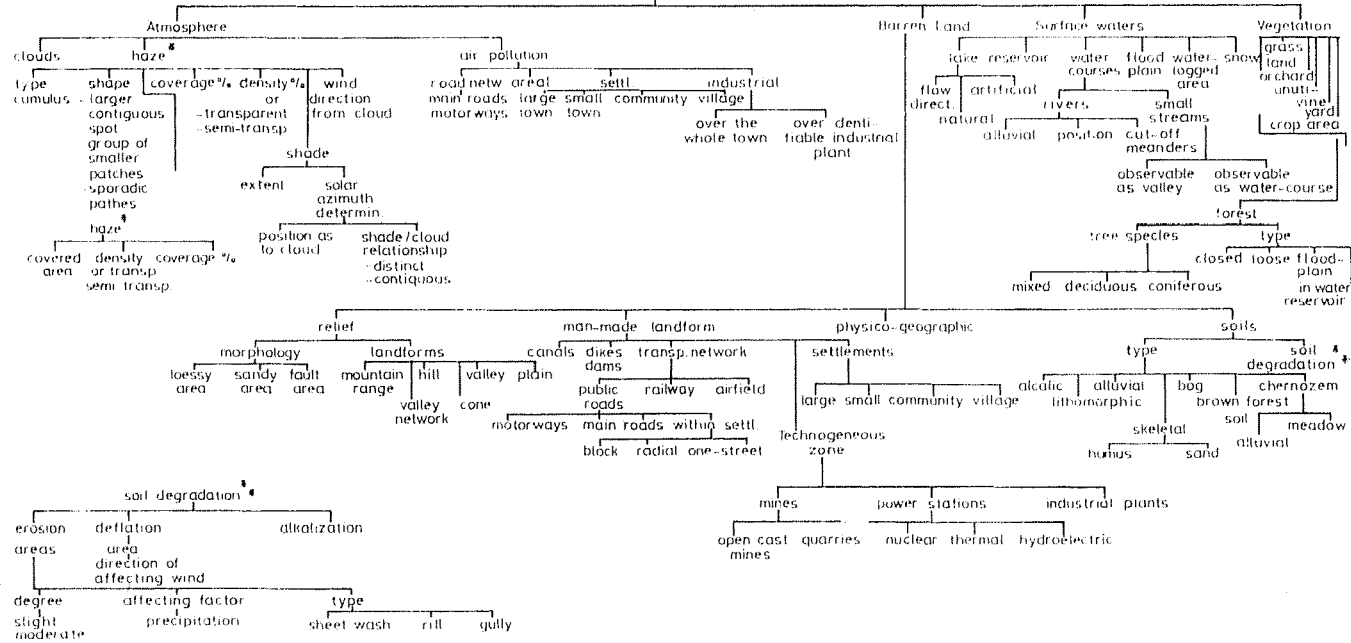 Atmosphere Barren Land Surface waters Vegetation
clouds haze* air pollution lake reservoir water courses flood plain water-logged area snow
grass land
orchard
unuti-
vine yard
crop area
type
cumulus
shape
- larger
contiguous
spot
group of
smaller
patches
- sporadic
pathes
coverage %
density %
or
- transparent
- semi-transp
wind
direction
from cloud
road netw
main roads
motorways
areal settl. industrial
large town small town community village
over the
whole town
over denti-
fiable industrial
plant
flow direct. artificial
natural
rivers small streams
alluvial position cut-off
meanders
observable
as valley
observable
as water-course
shade
extent solar
azimuth
determin.
position as
to cloud
shade/cloud
relationship
- distinct
- contiguous
haze*
covered
area
density
or transp
semi transp.
coverage %
forest
tree species type
closed loose flood-
plain
in water
reservoir
mixed deciduous coniferous
relief man-made landform physico-geographic soils
morphology landforms canals dikes
dams transp. network settlements type soil *
degradation *
loessy
area
sandy
area
fault
area
mountain
range
hill valley plain
valley
network
cone
public
roads
railway airfield
large small community village
alcalic alluvial bog chernozem
lithomorphic brown forest
soil
meadow
alluvial
motorways main roads within settl.
block radial one-street
Technogeneous
zone
skeletal
humus sand
soil degradation **
mines power stations industrial plants
erosion deflation alkalization
areas area
direction of
affecting wind
open cast
mines
quarries nuclear thermal hydroelectric
degree affecting factor type
slight
moderate
precipitation sheet wash rill gully